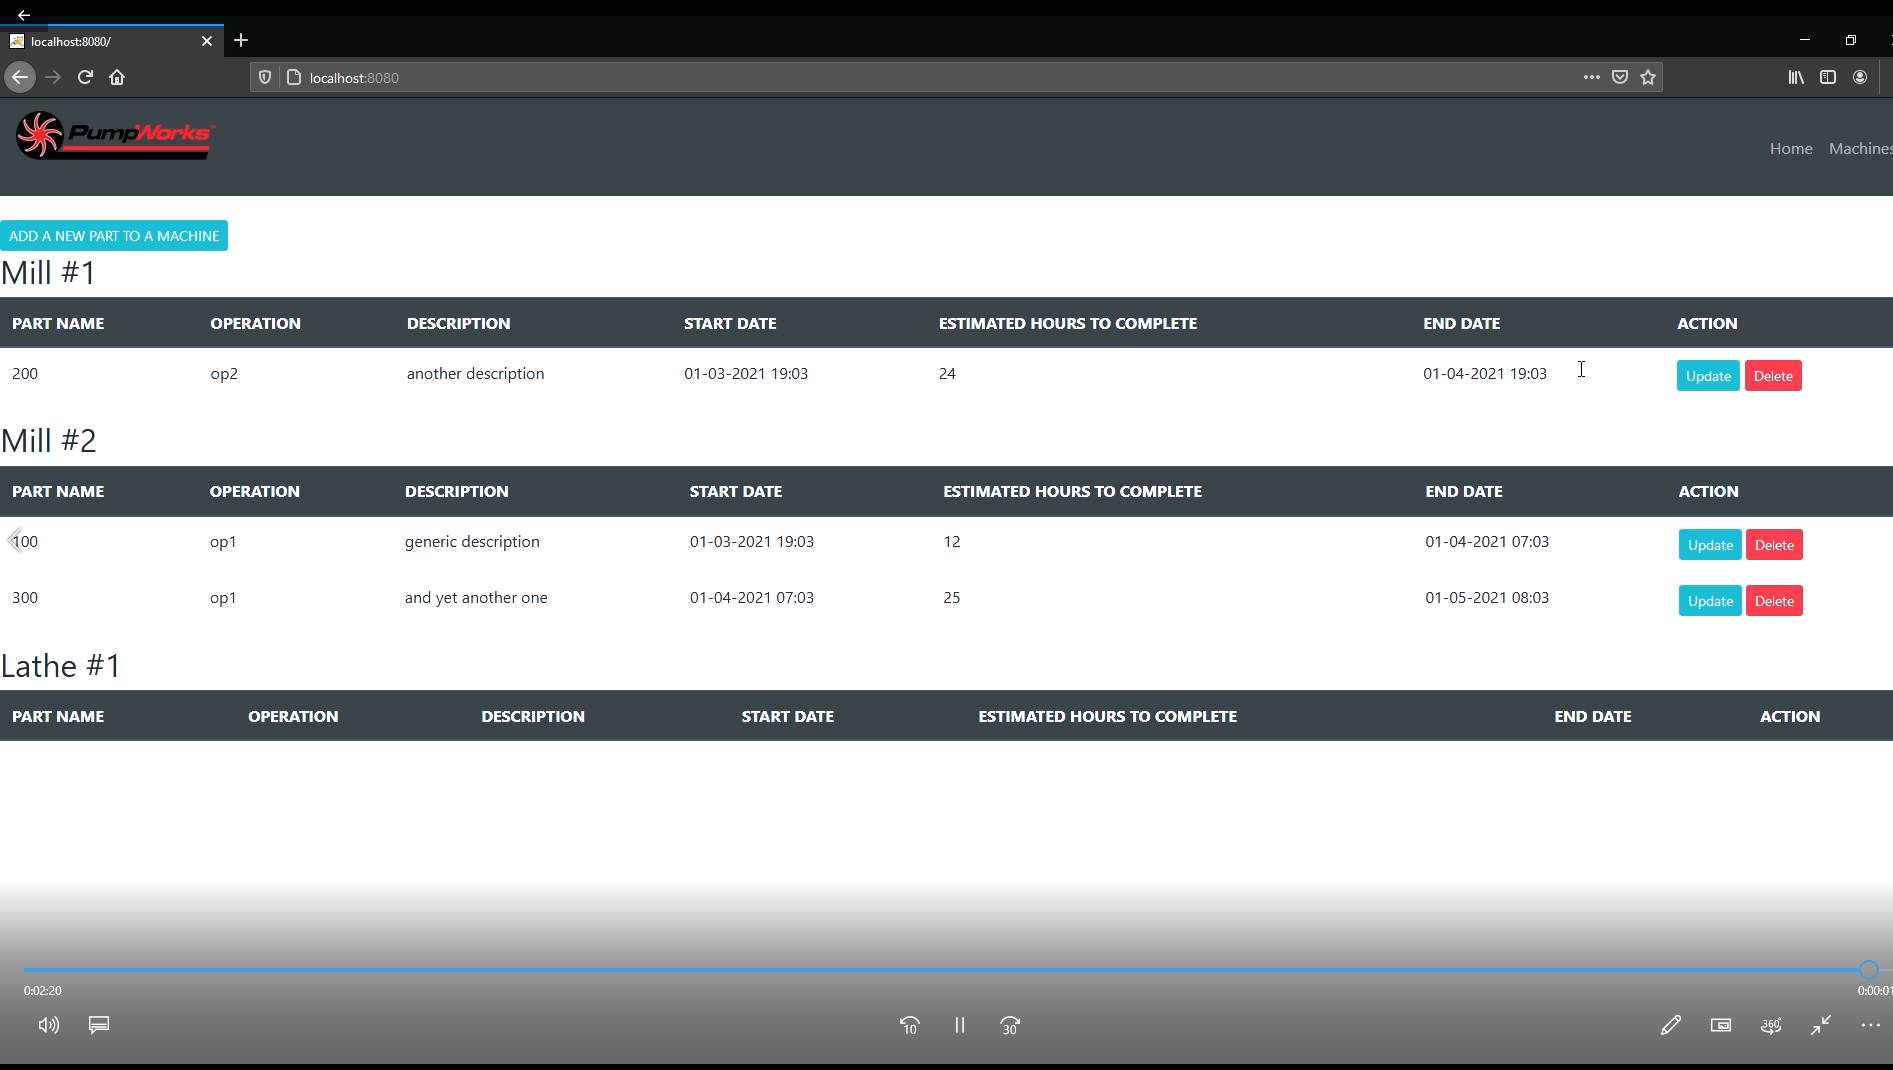 localhost:8080/
localhost:8080
PumpWorks
Home Machines
ADD A NEW PART TO A MACHINE
Mill #1
PART NAME OPERATION DESCRIPTION START DATE ESTIMATED HOURS TO COMPLETE END DATE ACTION
200 op2 another description 01-03-2021 19:03 24 01-04-2021 19:03 Update Delete
Mill #2
PART NAME OPERATION DESCRIPTION START DATE ESTIMATED HOURS TO COMPLETE END DATE ACTION
100 op1 generic description 01-03-2021 19:03 12 01-04-2021 07:03 Update Delete
300 op1 and yet another one 01-04-2021 07:03 25 01-05-2021 08:03 Update Delete
Lathe #1
PART NAME OPERATION DESCRIPTION START DATE ESTIMATED HOURS TO COMPLETE END DATE ACTION
0:02:20 0:00:01
10 30 360°